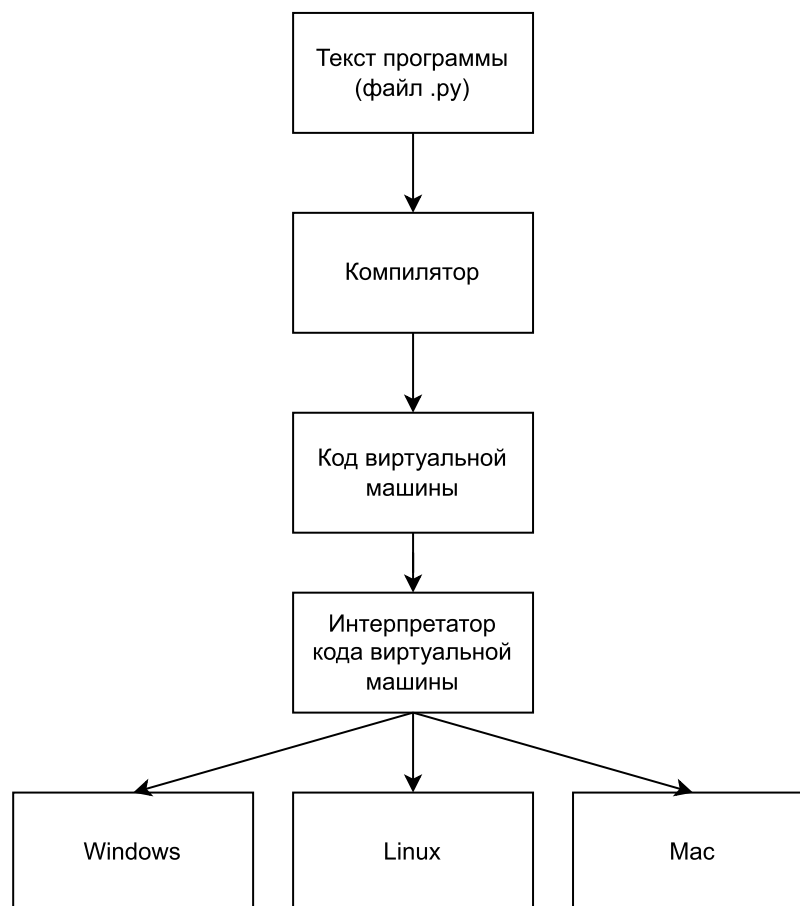 Текст программы
(файл .py)
Компилятор
Код виртуальной
машины
Интерпретатор
кода виртуальной
машины
Windows
Linux
Mac